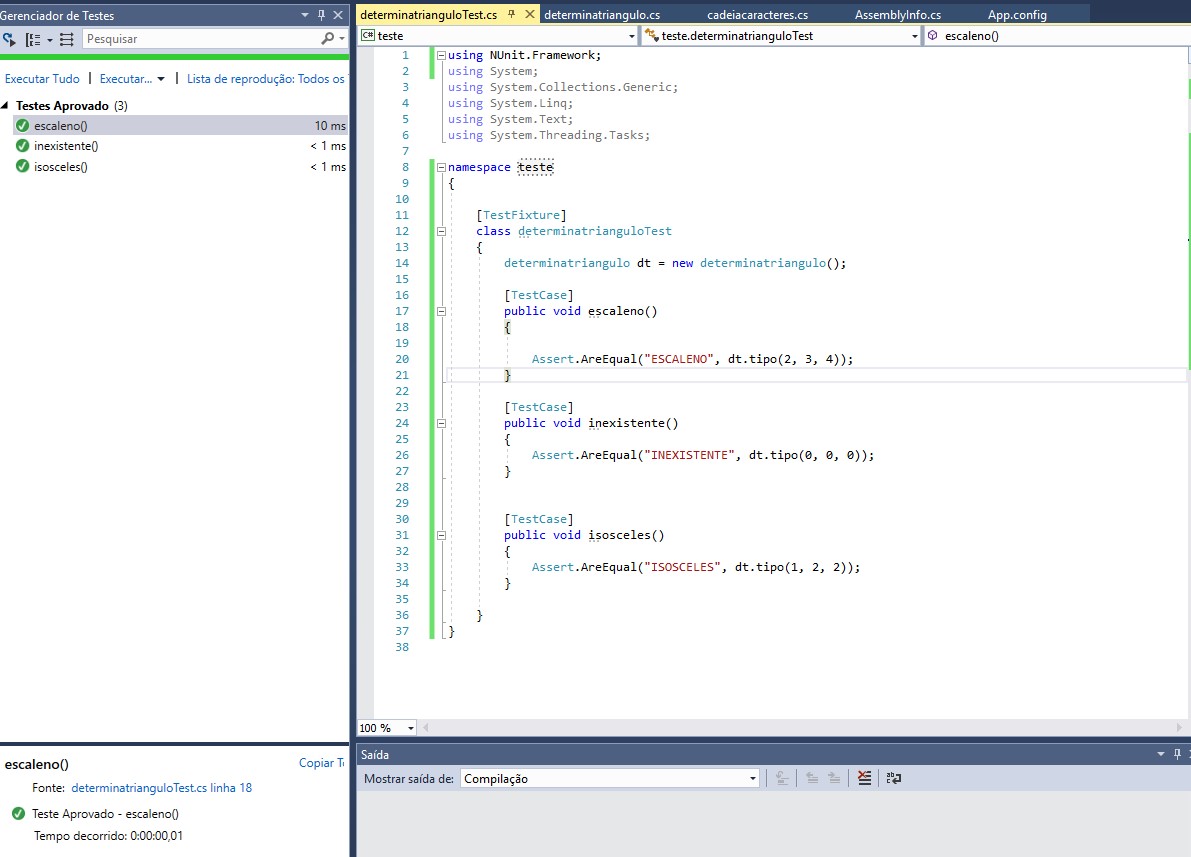 Gerenciador de Testes
Pesquisar
Executar Tudo | Executar... | Lista de reprodução: Todos os
Testes Aprovado (3)
escaleno() 10 ms
inexistente() < 1 ms
isosceles() < 1 ms
escaleno() Copiar
Fonte: determinatrianguloTest.cs linha 18
Teste Aprovado - escaleno()
Tempo decorrido: 0:00:00,01
determinatrianguloTest.cs determinatriangulo.cs cadeiacaracteres.cs AssemblyInfo.cs App.config
C# teste teste.determinatrianguloTest escaleno()
1 using NUnit.Framework;
2 using System;
3 using System.Collections.Generic;
4 using System.Linq;
5 using System.Text;
6 using System.Threading.Tasks;
7
8 namespace teste
9 {
10
11 [TestFixture]
12 class determinatrianguloTest
13 {
14 determinatriangulo dt = new determinatriangulo();
15
16 [TestCase]
17 public void escaleno()
18 {
19
20 Assert.AreEqual("ESCALENO", dt.tipo(2, 3, 4));
21 }
22
23 [TestCase]
24 public void inexistente()
25 {
26 Assert.AreEqual("INEXISTENTE", dt.tipo(0, 0, 0));
27 }
28
29
30 [TestCase]
31 public void isosceles()
32 {
33 Assert.AreEqual("ISOSCELES", dt.tipo(1, 2, 2));
34 }
35
36 }
37 }
38
100 %
Saída
Mostrar saída de: Compilação